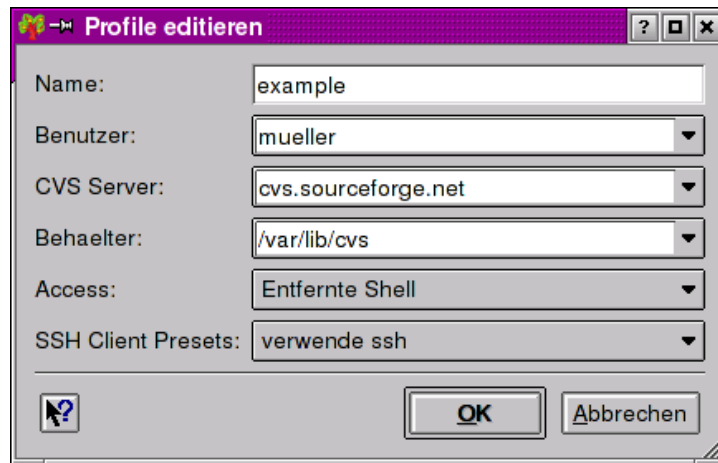 Profile editieren
Name: example
Benutzer: mueller
CVS Server: cvs.sourceforge.net
Behaelter: /var/lib/cvs
Access: Entfernte Shell
SSH Client Presets: verwende ssh
OK Abbrechen